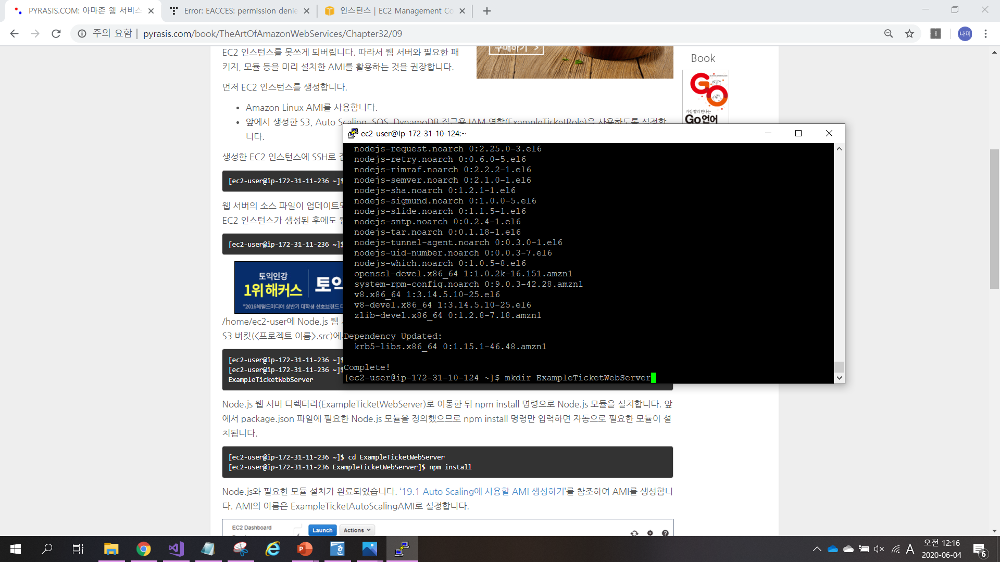 PYRASIS.COM: 아마존 웹 서비스
Error: EACCES: permission denie
인스턴스 | EC2 Management Co
주의 요함 | pyrasis.com/book/TheArtOfAmazonWebServices/Chapter32/09
나미
EC2 인스턴스를 못쓰게 되버립니다. 따라서 웹 서버와 필요한 패
키지, 모듈 등을 미리 설치한 AMI를 활용하는 것을 권장합니다.
구매하기 >
Book
먼저 EC2 인스턴스를 생성합니다.
• Amazon Linux AMI를 사용합니다.
• 앞에서 생성한 S3, Auto Scaling, SQS, DynamoDB 접근용 IAM 역할(ExampleTicketRole)을 사용하도록 설정합
니다.
GO
가장 빨리 만나는
Go 언어
생성한 EC2 인스턴스에 SSH로 접
[ec2-user@ip-172-31-11-236 ~]$
웹 서버의 소스 파일이 업데이트되
EC2 인스턴스가 생성된 후에도 웹
[ec2-user@ip-172-31-11-236 ~]$
토익인강
1위 해커스
토익
*2016헤럴드미디어 상반기 대학생 선호브랜드 대
/home/ec2-user에 Node.js 웹 서
S3 버킷(<프로젝트 이름>.src)에서
[ec2-user@ip-172-31-11-236 ~]$
[ec2-user@ip-172-31-11-236 ~]$
ExampleTicketWebServer
ec2-user@ip-172-31-10-124:~
nodejs-request.noarch 0:2.25.0-3.el6
nodejs-retry.noarch 0:0.6.0-5.el6
nodejs-rimraf.noarch 0:2.2.2-1.el6
nodejs-semver.noarch 0:2.1.0-1.el6
nodejs-sha.noarch 0:1.2.1-1.el6
nodejs-sigmund.noarch 0:1.0.0-5.el6
nodejs-slide.noarch 0:1.1.5-1.el6
nodejs-sntp.noarch 0:0.2.4-1.el6
nodejs-tar.noarch 0:0.1.18-1.el6
nodejs-tunnel-agent.noarch 0:0.3.0-1.el6
nodejs-uid-number.noarch 0:0.0.3-7.el6
nodejs-which.noarch 0:1.0.5-8.el6
openssl-devel.x86_64 1:1.0.2k-16.151.amzn1
system-rpm-config.noarch 0:9.0.3-42.28.amzn1
v8.x86_64 1:3.14.5.10-25.el6
v8-devel.x86_64 1:3.14.5.10-25.el6
zlib-devel.x86_64 0:1.2.8-7.18.amzn1
Dependency Updated:
krb5-libs.x86_64 0:1.15.1-46.48.amzn1
Complete!
[ec2-user@ip-172-31-10-124 ~]$ mkdir ExampleTicketWebServer
Node.js 웹 서버 디렉터리(ExampleTicketWebServer)로 이동한 뒤 npm install 명령으로 Node.js 모듈을 설치합니다. 앞
에서 package.json 파일에 필요한 Node.js 모듈을 정의했으므로 npm install 명령만 입력하면 자동으로 필요한 모듈이 설
치됩니다.
[ec2-user@ip-172-31-11-236 ~]$ cd ExampleTicketWebServer
[ec2-user@ip-172-31-11-236 ExampleTicketWebServer]$ npm install
Node.js와 필요한 모듈 설치가 완료되었습니다. ‘19.1 Auto Scaling에 사용할 AMI 생성하기’를 참조하여 AMI를 생성합니
다. AMI의 이름은 ExampleTicketAutoScalingAMI로 설정합니다.
EC2 Dashboard
Launch
Actions
A
오전 12:16
2020-06-04
6